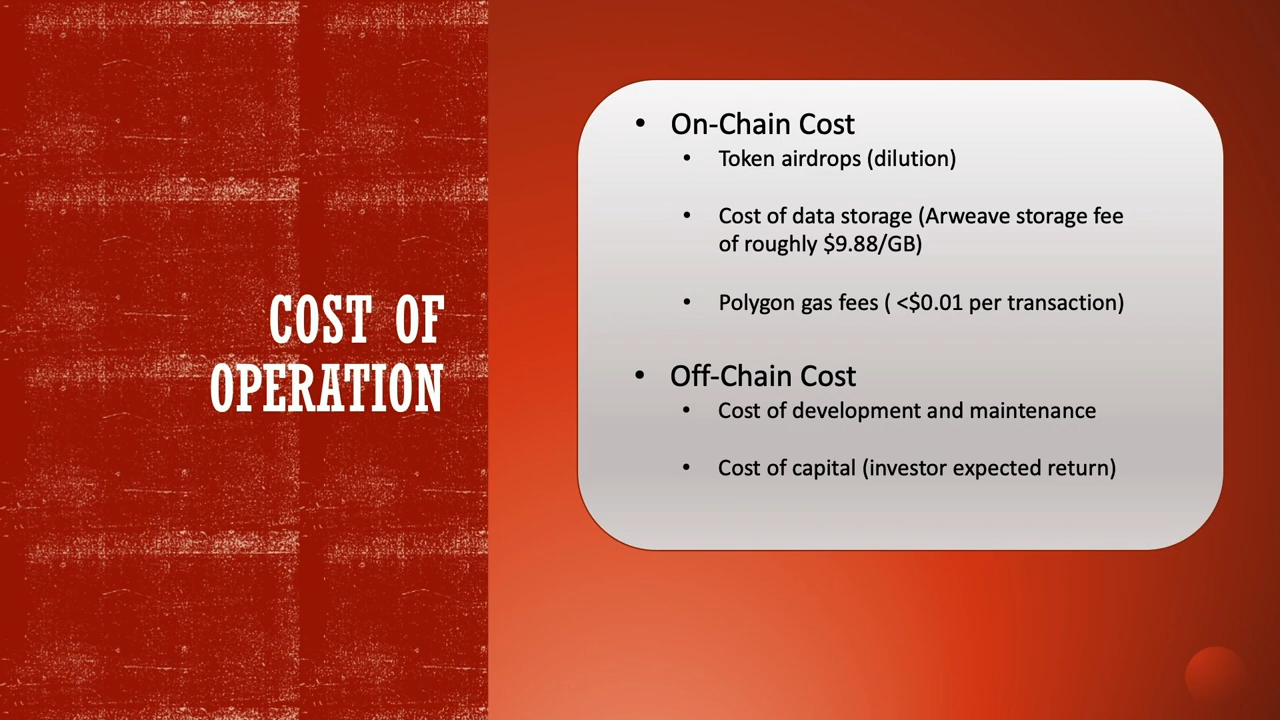 COST OF
OPERATION
• On-Chain Cost
• Token airdrops (dilution)
• Cost of data storage (Arweave storage fee
of roughly $9.88/GB)
• Polygon gas fees ( <$0.01 per transaction)
• Off-Chain Cost
• Cost of development and maintenance
• Cost of capital (investor expected return)